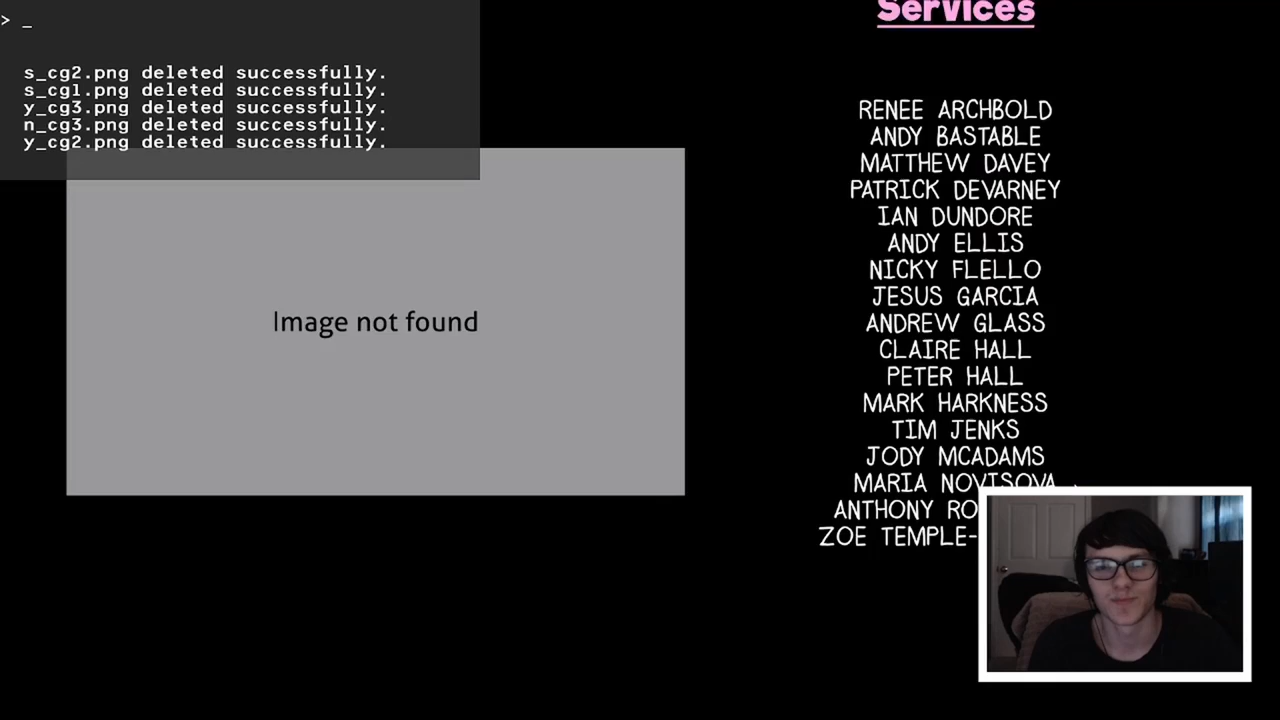 > _
s_cg2.png deleted successfully.
s_cg1.png deleted successfully.
y_cg3.png deleted successfully.
n_cg3.png deleted successfully.
y_cg2.png deleted successfully.
Image not found
Services
RENEE ARCHBOLD
ANDY BASTABLE
MATTHEW DAVEY
PATRICK DEVARNEY
IAN DUNDORE
ANDY ELLIS
NICKY FLELLO
JESUS GARCIA
ANDREW GLASS
CLAIRE HALL
PETER HALL
MARK HARKNESS
TIM JENKS
JODY MCADAMS
MARIA NOVISOVA
ANTHONY
ZOE TEMPLE-